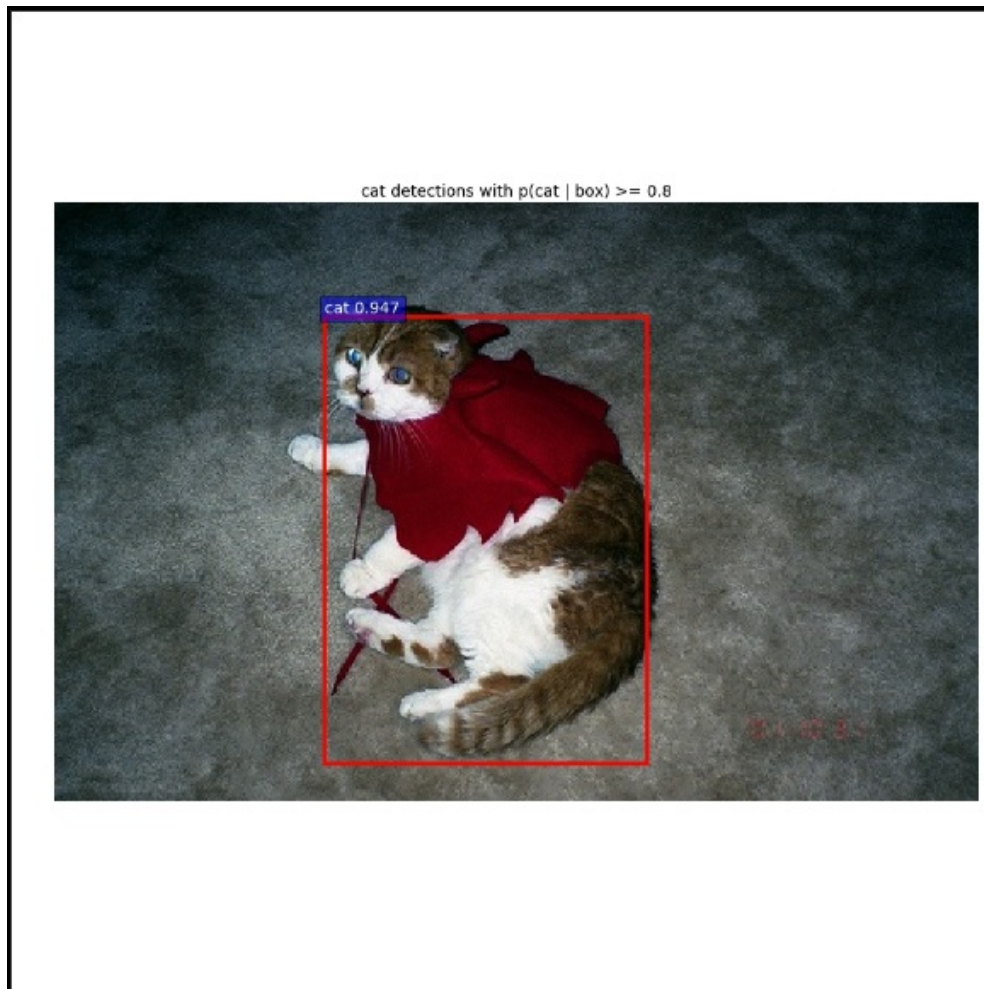 cat detections with p(cat | box) >= 0.8
cat 0.947